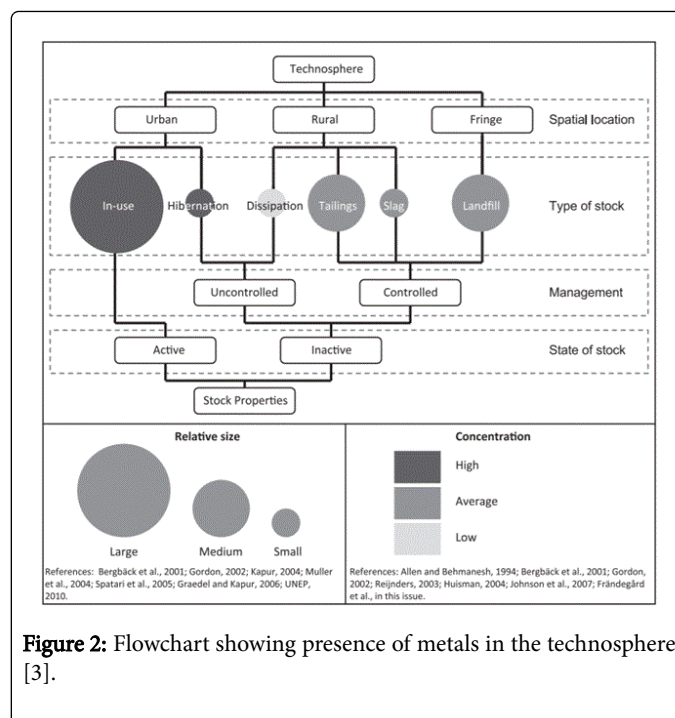 Technosphere
Urban
Rural
Fringe
Spatial location
In-use
Hibernation
Dissipation
Tailings
Slag
Landfill
Type of stock
Uncontrolled
Controlled
Management
Active
Inactive
State of stock
Stock Properties
Relative size
Large
Medium
Small
References: Bergbäck et al., 2001; Gordon, 2002; Kapur, 2004; Muller
et al., 2004; Spatari et al., 2005; Graedel and Kapur, 2006; UNEP,
2010.
Concentration
High
Average
Low
References: Allen and Behmanesh, 1994; Bergbäck et al., 2001; Gordon,
2002; Reijnders, 2003; Huisman, 2004; Johnson et al., 2007; Frändegård
et al., in this issue.
Figure 2: Flowchart showing presence of metals in the technosphere
[3].